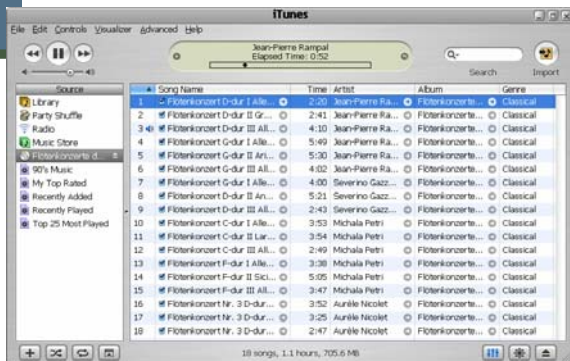 iTunes
File Edit Controls Visualizer Advanced Help
Jean-Pierre Rampal
Elapsed Time: 0:52
Q-
Search
Import
Source
Library
Party Shuffle
Radio
Music Store
Flötenkonzerte d...
90's Music
My Top Rated
Recently Added
Recently Played
Top 25 Most Played
Song Name Time Artist Album Genre
1 Flötenkonzert D-dur I Alle... 2:20 Jean-Pierre Ra... Flötenkonzerte... Classical
2 Flötenkonzert D-dur II Gr... 2:41 Jean-Pierre Ra... Flötenkonzerte... Classical
3 Flötenkonzert D-dur III All... 4:10 Jean-Pierre Ra... Flötenkonzerte... Classical
4 Flötenkonzert G-dur I Alle... 5:49 Jean-Pierre Ra... Flötenkonzerte... Classical
5 Flötenkonzert G-dur II Ari... 5:30 Jean-Pierre Ra... Flötenkonzerte... Classical
6 Flötenkonzert G-dur III All... 4:02 Jean-Pierre Ra... Flötenkonzerte... Classical
7 Flötenkonzert D-dur I Alle... 4:00 Severino Gazz... Flötenkonzerte... Classical
8 Flötenkonzert D-dur II An... 5:21 Severino Gazz... Flötenkonzerte... Classical
9 Flötenkonzert D-dur III All... 2:43 Severino Gazz... Flötenkonzerte... Classical
10 Flötenkonzert C-dur I Alle... 3:53 Michala Petri Flötenkonzerte... Classical
11 Flötenkonzert C-dur II Lar... 3:54 Michala Petri Flötenkonzerte... Classical
12 Flötenkonzert C-dur III All... 2:49 Michala Petri Flötenkonzerte... Classical
13 Flötenkonzert F-dur I Alle... 3:38 Michala Petri Flötenkonzerte... Classical
14 Flötenkonzert F-dur II Sici... 5:05 Michala Petri Flötenkonzerte... Classical
15 Flötenkonzert F-dur III All... 3:47 Michala Petri Flötenkonzerte... Classical
16 Flötenkonzert Nr. 3 D-dur... 3:52 Aurèle Nicolet Flötenkonzerte... Classical
17 Flötenkonzert Nr. 3 D-dur... 3:25 Aurèle Nicolet Flötenkonzerte... Classical
18 Flötenkonzert Nr. 3 D-dur... 2:47 Aurèle Nicolet Flötenkonzerte... Classical
18 songs, 1.1 hours, 705.6 MB